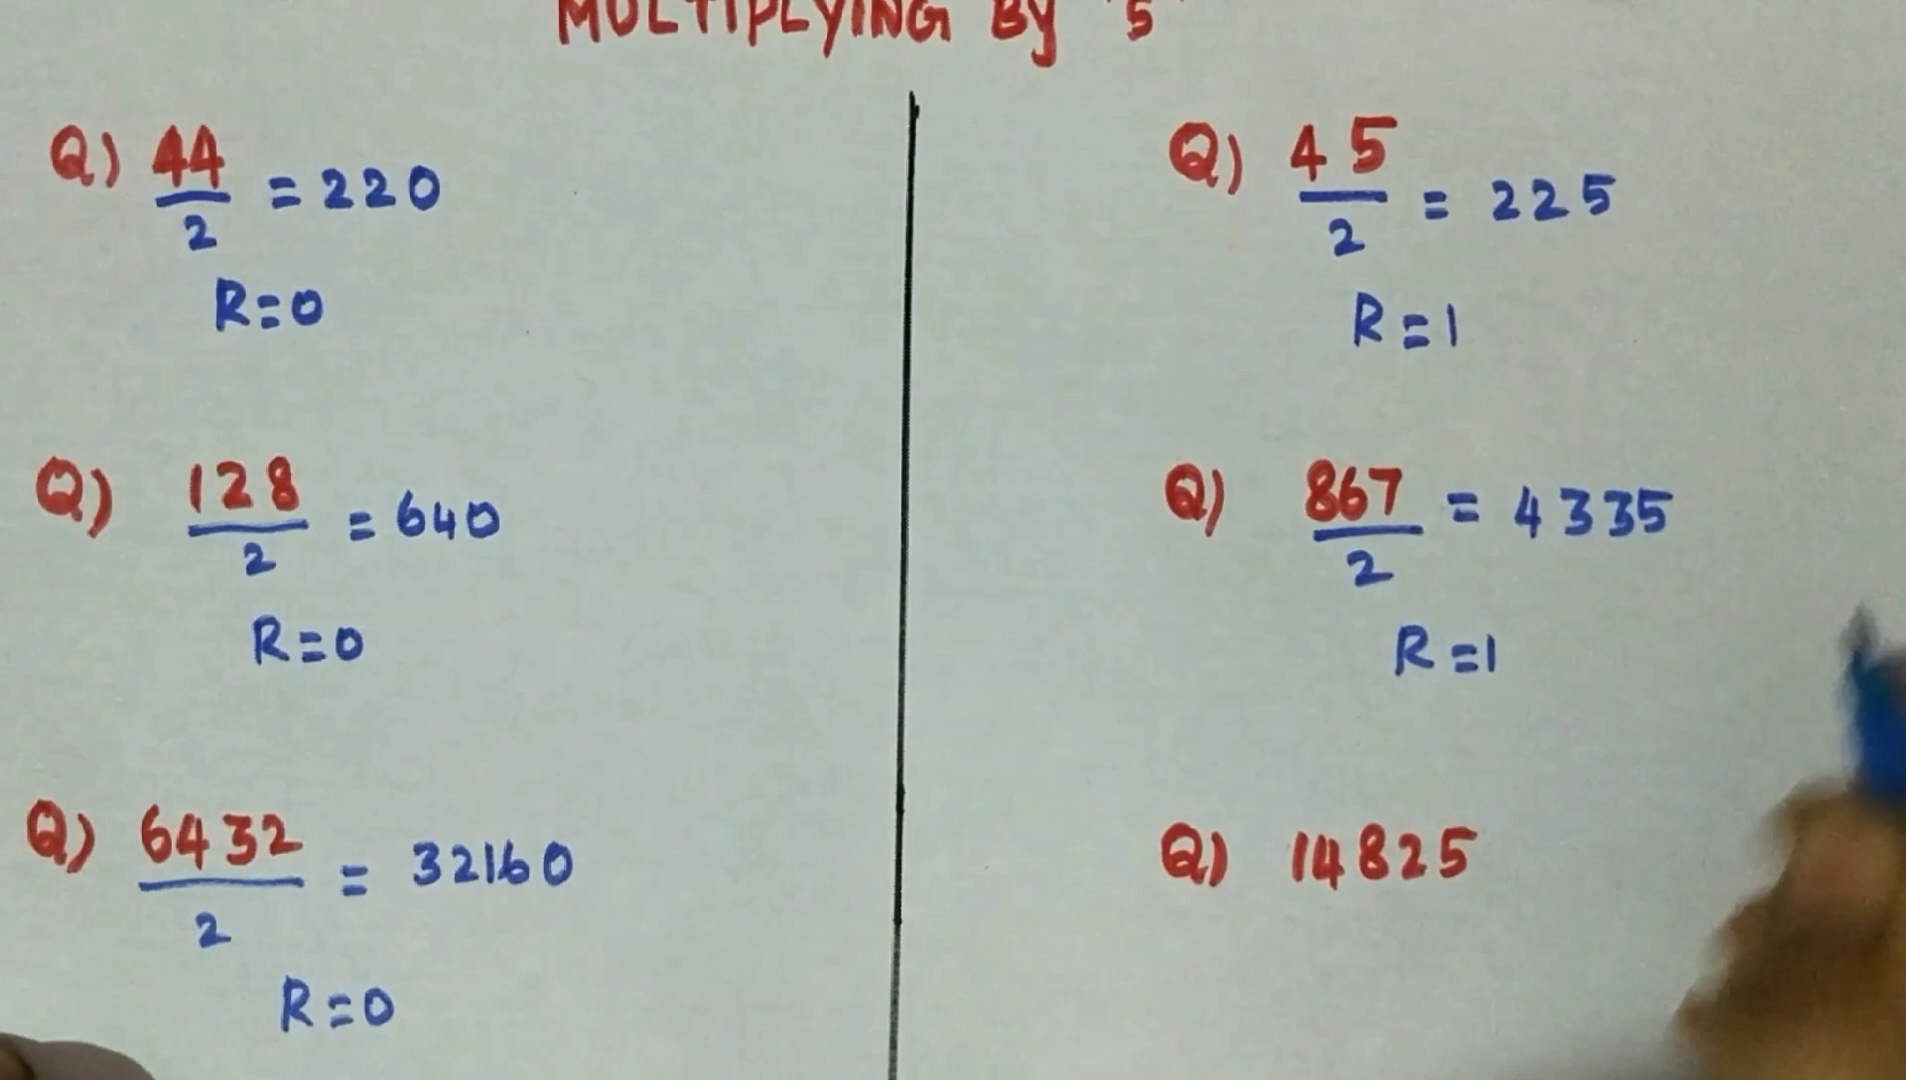 MULTIPLYING By '5'
Q) 44/2 = 220
R=0
Q) 128/2 = 640
R=0
Q) 6432/2 = 32160
R=0
Q) 45/2 = 225
R=1
Q) 867/2 = 4335
R=1
Q) 14825